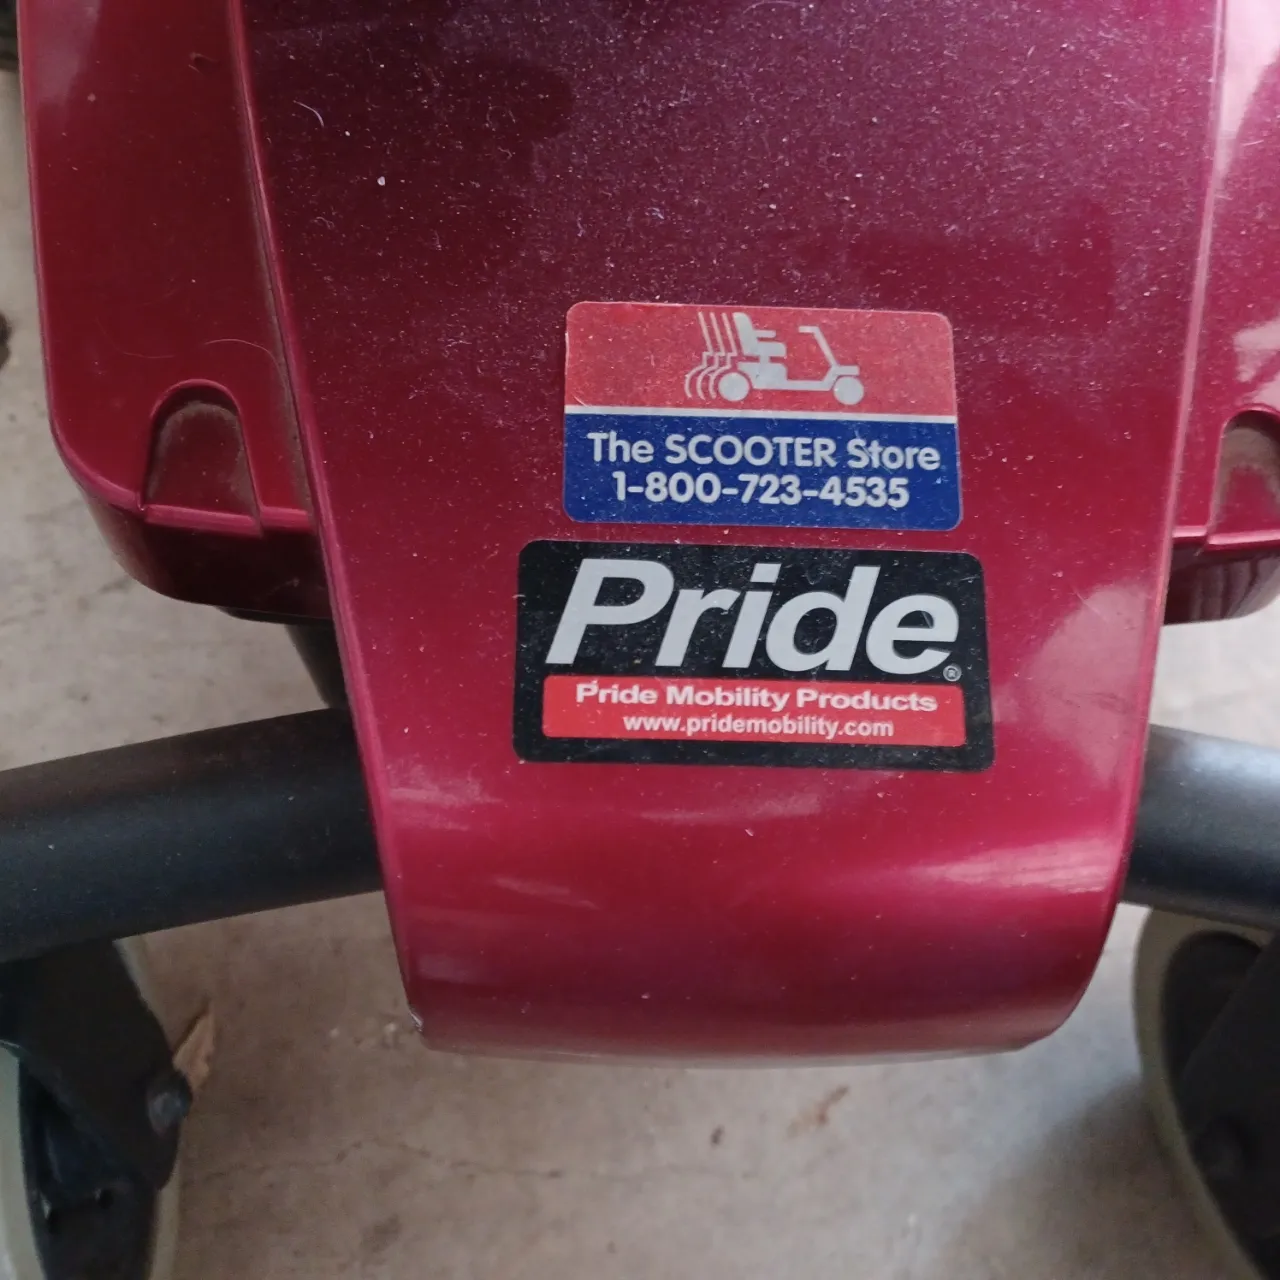 The SCOOTER Store
1-800-723-4535
Pride®
Pride Mobility Products
www.pridemobility.com